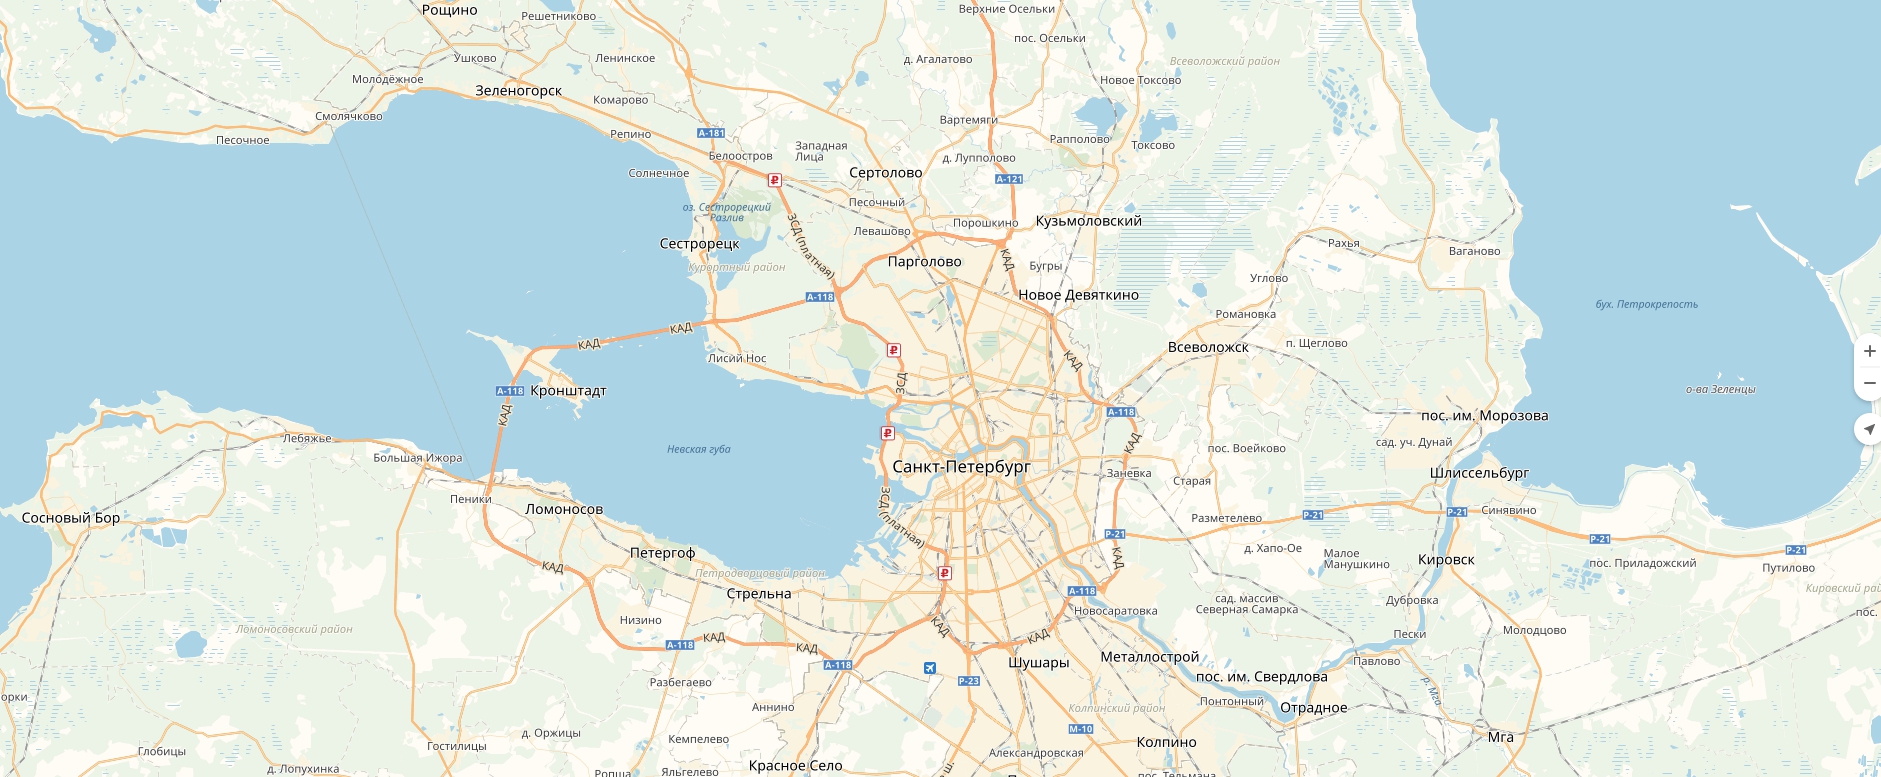 Рощино
Решетниково
Верхние Осельки
пос. Осельки
Ушково
Ленинское
д. Агалатово
Всеволожский район
Молодёжное
Новое Токсово
Зеленогорск
Комарово
Смолячково
Вартемяги
Песочное
Репино
А-181
Рапполово
Токсово
Белоостров
Западная
Лица
д. Лупполово
Солнечное
Сертолово
А-121
₽
оз. Сестрорецкий
Разлив
Песочный
ЗСД (платная)
Левашово
Порошкино
Кузьмоловский
Сестрорецк
Рахья
Ваганово
Курортный район
Парголово
КАД
Бугры
Углово
А-118
Новое Девяткино
бух. Петрокрепость
Романовка
КАД
КАД
Лисий Нос
₽
КАД
Всеволожск
п. Щеглово
ЗСД
А-118
Кронштадт
о-ва Зеленцы
КАД
А-118
пос. им. Морозова
Лебяжье
₽
КАД
сад. уч. Дунай
Большая Ижора
Невская губа
пос. Воейково
Санкт-Петербург
Заневка
Старая
Шлиссельбург
Пеники
Ломоносов
ЗСД (платная)
Сосновый Бор
Разметелево
Р-21
Р-21
Синявино
Р-21
Р-21
Р-21
Петергоф
КАД
д. Хапо-Ое
Малое
Манушкино
Кировск
пос. Приладожский
Путилово
КАД
Петродворцовый район
₽
Стрельна
А-118
Кировский рай
сад. массив
Северная Самарка
Дубровка
Новосаратовка
пос.
Низино
Ломоносовский район
КАД
КАД
Пески
Молодцово
А-118
КАД
КАД
А-118
Шушары
Металлострой
Павлово
пос. им. Свердлова
Разбегаево
Р-23
р. Мга
орки
Аннино
Колпинский район
Понтонный
Отрадное
М-10
д. Оржицы
Кемпелево
Мга
Глобицы
Гостилицы
Александровская
Колпино
д. Лопухинка
Ропша
Яльгелево
Красное Село
ш.
пос. Тельмана